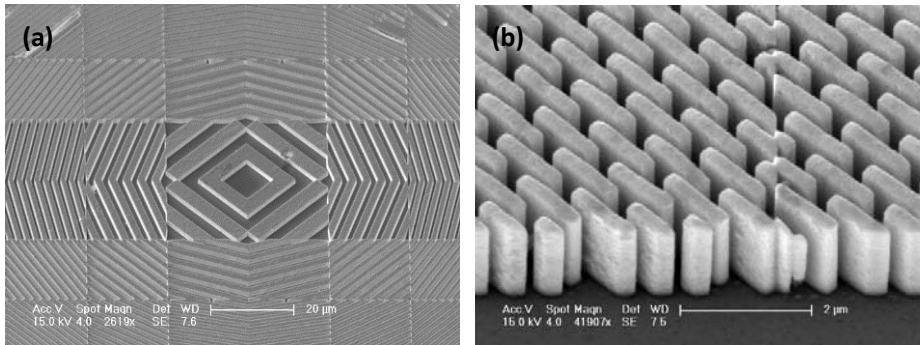 (a)
Acc.V Spot Magn Det WD
15.0 kV 4.0 2619x SE 7.6
20 μm
(b)
Acc.V Spot Magn Det WD
15.0 kV 4.0 41907x SE 7.5
2 μm